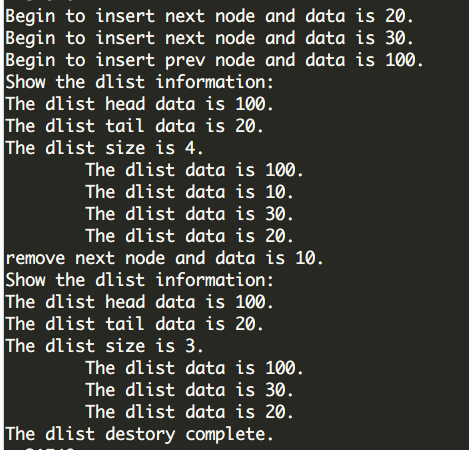 Begin to insert next node and data is 20.
Begin to insert next node and data is 30.
Begin to insert prev node and data is 100.
Show the dlist information:
The dlist head data is 100.
The dlist tail data is 20.
The dlist size is 4.
The dlist data is 100.
The dlist data is 10.
The dlist data is 30.
The dlist data is 20.
remove next node and data is 10.
Show the dlist information:
The dlist head data is 100.
The dlist tail data is 20.
The dlist size is 3.
The dlist data is 100.
The dlist data is 30.
The dlist data is 20.
The dlist destory complete.